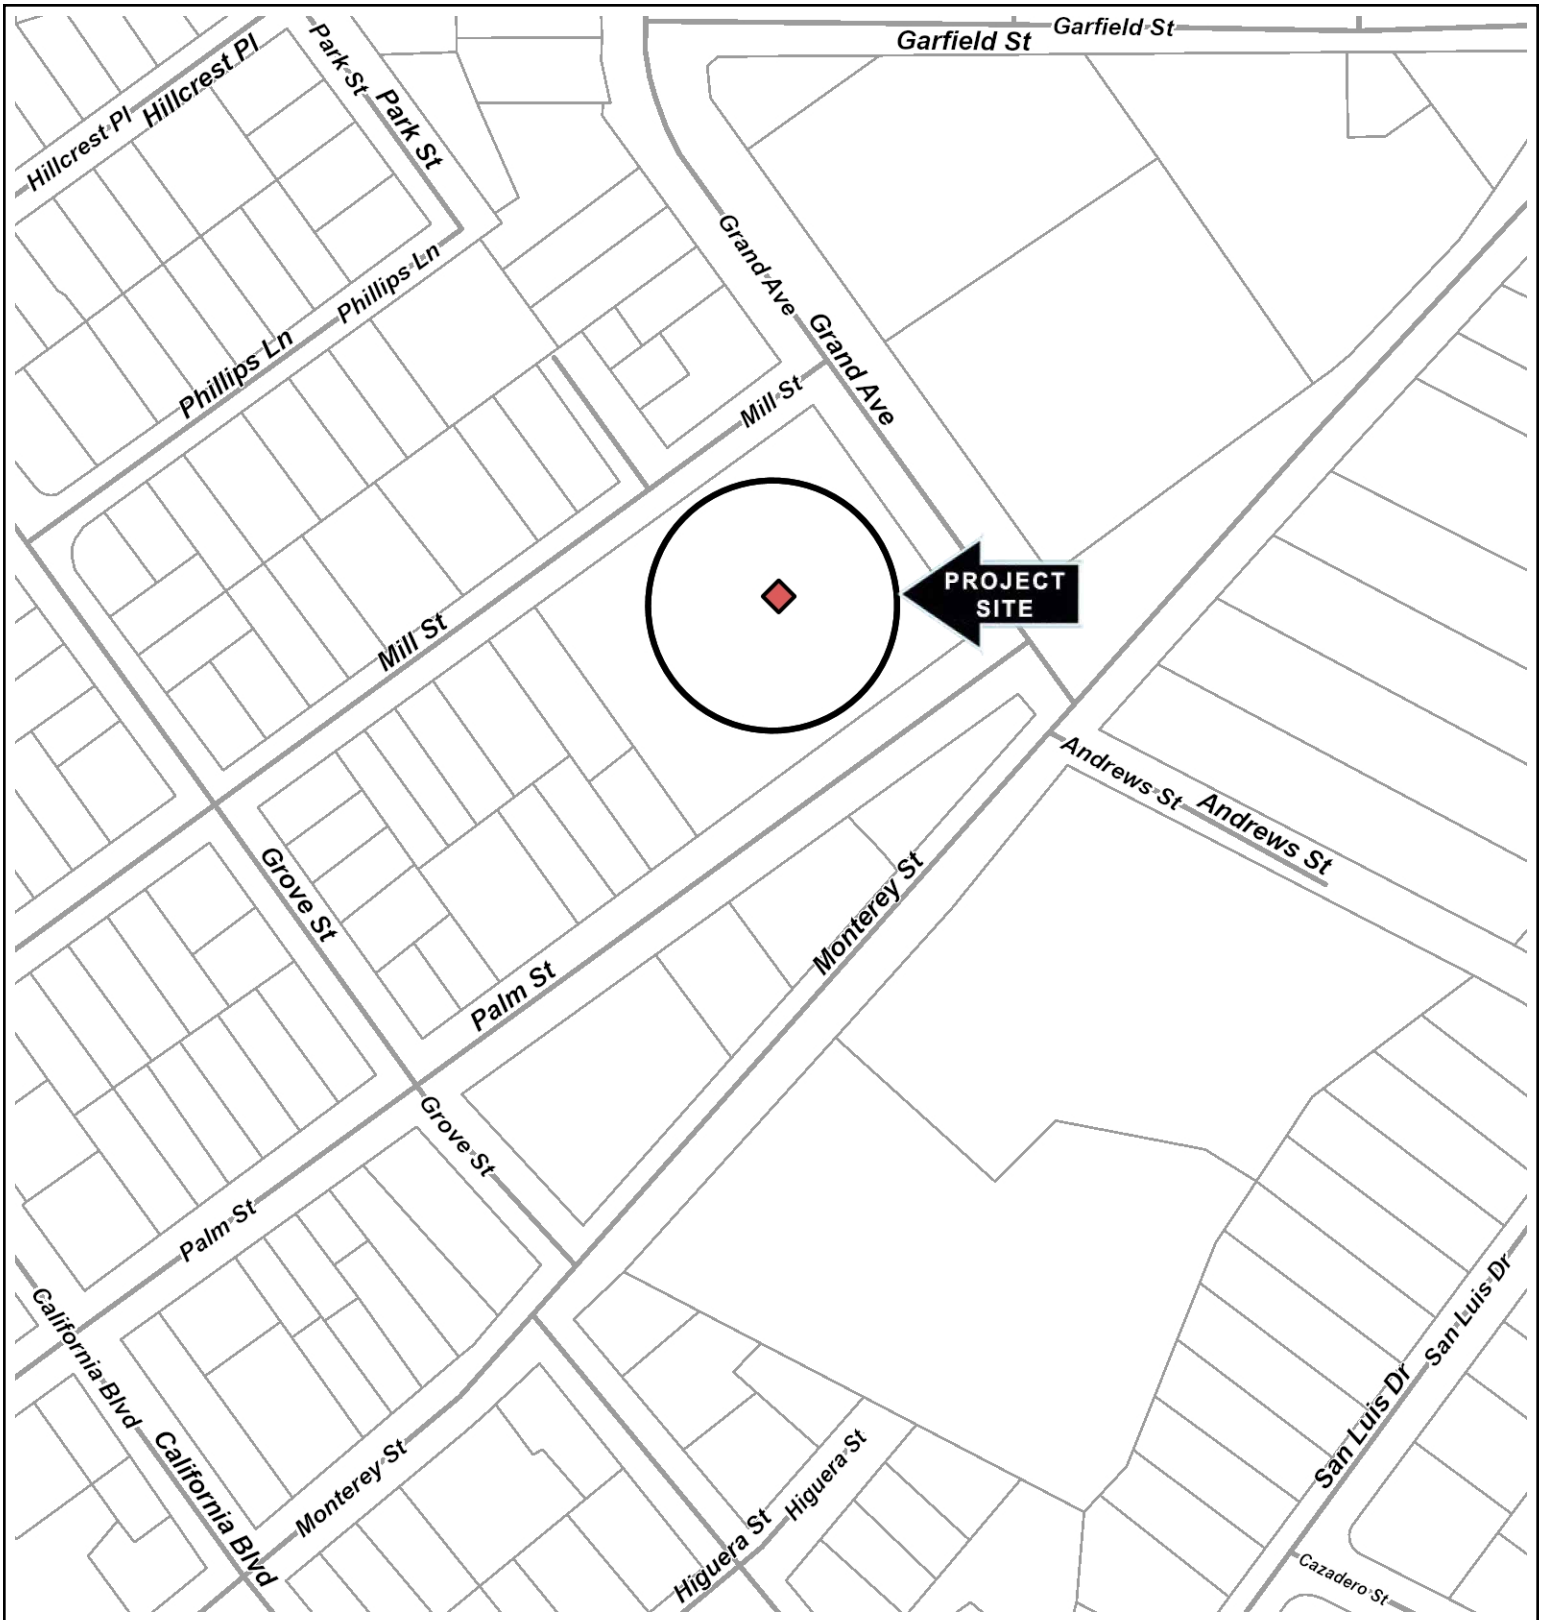 Garfield St
Garfield St
Park St
Park St
Hillcrest Pl
Hillcrest Pl
Grand Ave
Grand Ave
Phillips Ln
Phillips Ln
Mill St
Mill St
PROJECT
SITE
Andrews St
Andrews St
Grove St
Monterey St
Palm St
Grove St
Palm St
California Blvd
California Blvd
San Luis Dr
San Luis Dr
Monterey St
Higuera St
Higuera St
Cazadero St